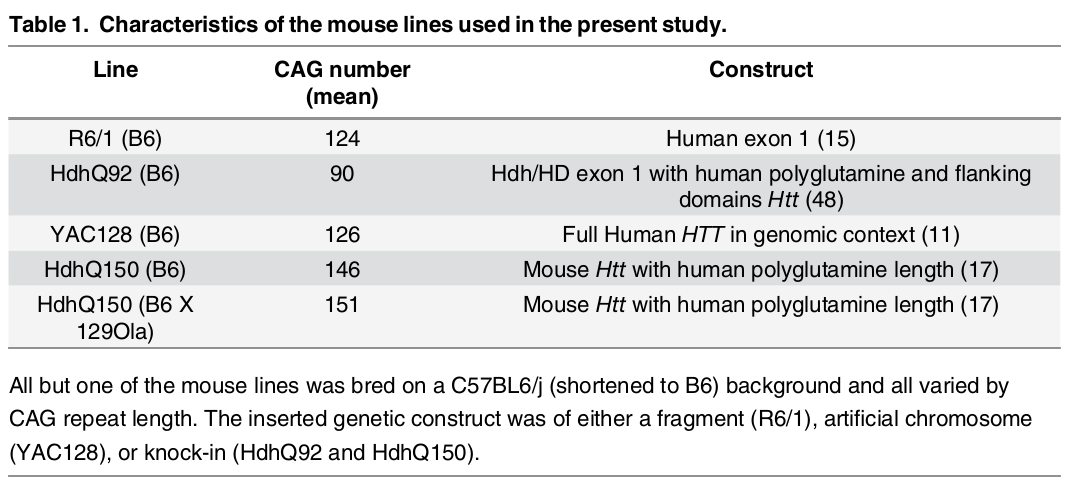 Table 1. Characteristics of the mouse lines used in the present study.
Line CAG number (mean) Construct
R6/1 (B6) 124 Human exon 1 (15)
HdhQ92 (B6) 90 Hdh/HD exon 1 with human polyglutamine and flanking domains Htt (48)
YAC128 (B6) 126 Full Human HTT in genomic context (11)
HdhQ150 (B6) 146 Mouse Htt with human polyglutamine length (17)
HdhQ150 (B6 X 129Ola) 151 Mouse Htt with human polyglutamine length (17)
All but one of the mouse lines was bred on a C57BL6/j (shortened to B6) background and all varied by
CAG repeat length. The inserted genetic construct was of either a fragment (R6/1), artificial chromosome
(YAC128), or knock-in (HdhQ92 and HdhQ150).